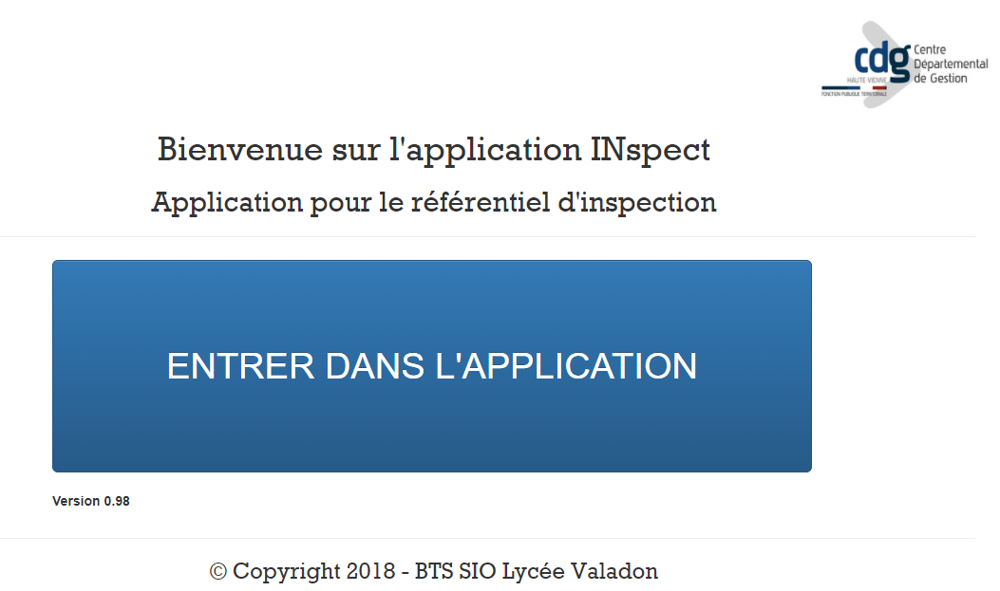 cdg
Centre
Départemental
de Gestion
HAUTE-VIENNE
FONCTION PUBLIQUE TERRITORIALE
Bienvenue sur l'application INspect
Application pour le référentiel d'inspection
ENTRER DANS L'APPLICATION
Version 0.98
© Copyright 2018 - BTS SIO Lycée Valadon